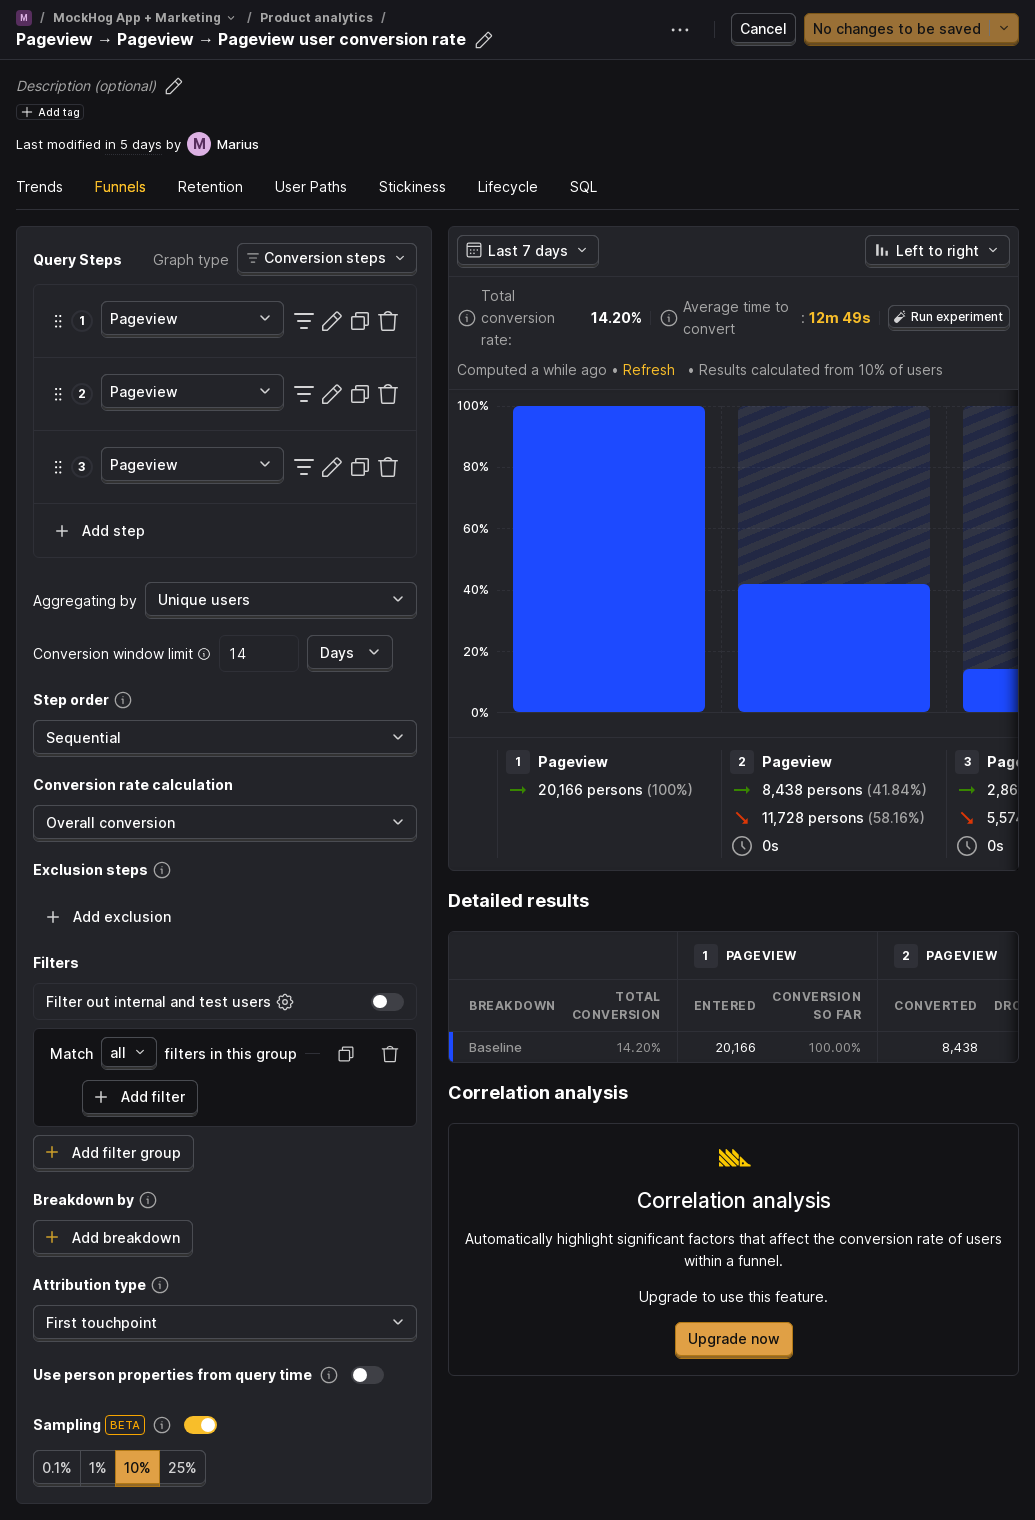 M / MockHog App + Marketing / Product analytics /
Pageview → Pageview → Pageview user conversion rate
Cancel
No changes to be saved
Description (optional)
Add tag
Last modified in 5 days by M Marius
Trends Funnels Retention User Paths Stickiness Lifecycle SQL
Query Steps Graph type Conversion steps
1 Pageview
2 Pageview
3 Pageview
Add step
Aggregating by Unique users
Conversion window limit 14 Days
Step order
Sequential
Conversion rate calculation
Overall conversion
Exclusion steps
Add exclusion
Filters
Filter out internal and test users
Match all filters in this group
Add filter
Add filter group
Breakdown by
Add breakdown
Attribution type
First touchpoint
Use person properties from query time
Sampling BETA
0.1% 1% 10% 25%
Last 7 days Left to right
Total
conversion
rate:
14.20%
Average time to
convert
: 12m 49s
Run experiment
Computed a while ago • Refresh • Results calculated from 10% of users
100%
80%
60%
40%
20%
0%
1 Pageview
20,166 persons (100%)
2 Pageview
8,438 persons (41.84%)
11,728 persons (58.16%)
0s
3 Page
2,86
5,574
0s
Detailed results
1 PAGEVIEW 2 PAGEVIEW
BREAKDOWN
TOTAL
CONVERSION
ENTERED
CONVERSION
SO FAR
CONVERTED DRO
Baseline 14.20% 20,166 100.00% 8,438
Correlation analysis
Correlation analysis
Automatically highlight significant factors that affect the conversion rate of users
within a funnel.
Upgrade to use this feature.
Upgrade now